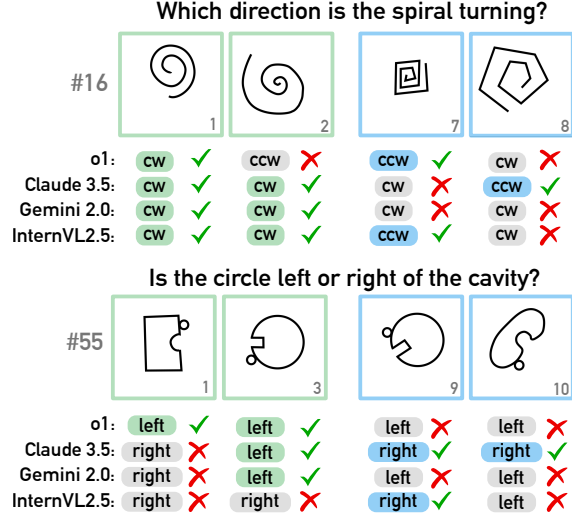 Which direction is the spiral turning?
#16
1
2
7
8
o1: cw ccw ccw cw
Claude 3.5: cw cw cw ccw
Gemini 2.0: cw cw cw cw
InternVL2.5: cw cw ccw cw
Is the circle left or right of the cavity?
#55
1
3
9
10
o1: left left left left
Claude 3.5: right left right right
Gemini 2.0: right left left left
InternVL2.5: right right right left